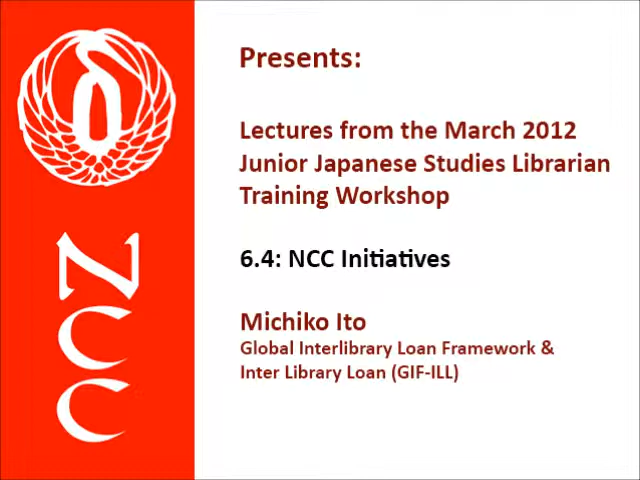 NCC
Presents:
Lectures from the March 2012
Junior Japanese Studies Librarian
Training Workshop
6.4: NCC Initiatives
Michiko Ito
Global Interlibrary Loan Framework &
Inter Library Loan (GIF-ILL)